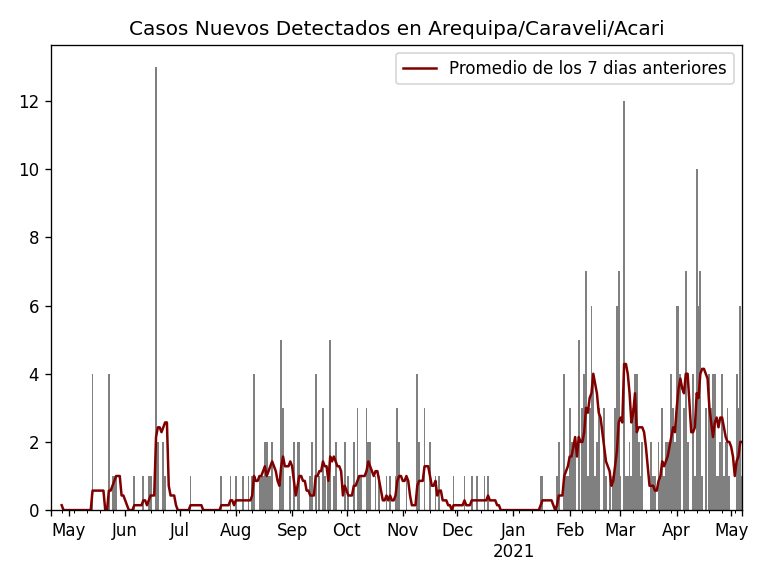 Casos Nuevos Detectados en Arequipa/Caraveli/Acari
Promedio de los 7 dias anteriores
12
10
8
6
4
2
0
May Jun Jul Aug Sep Oct Nov Dec Jan Feb Mar Apr May
2021